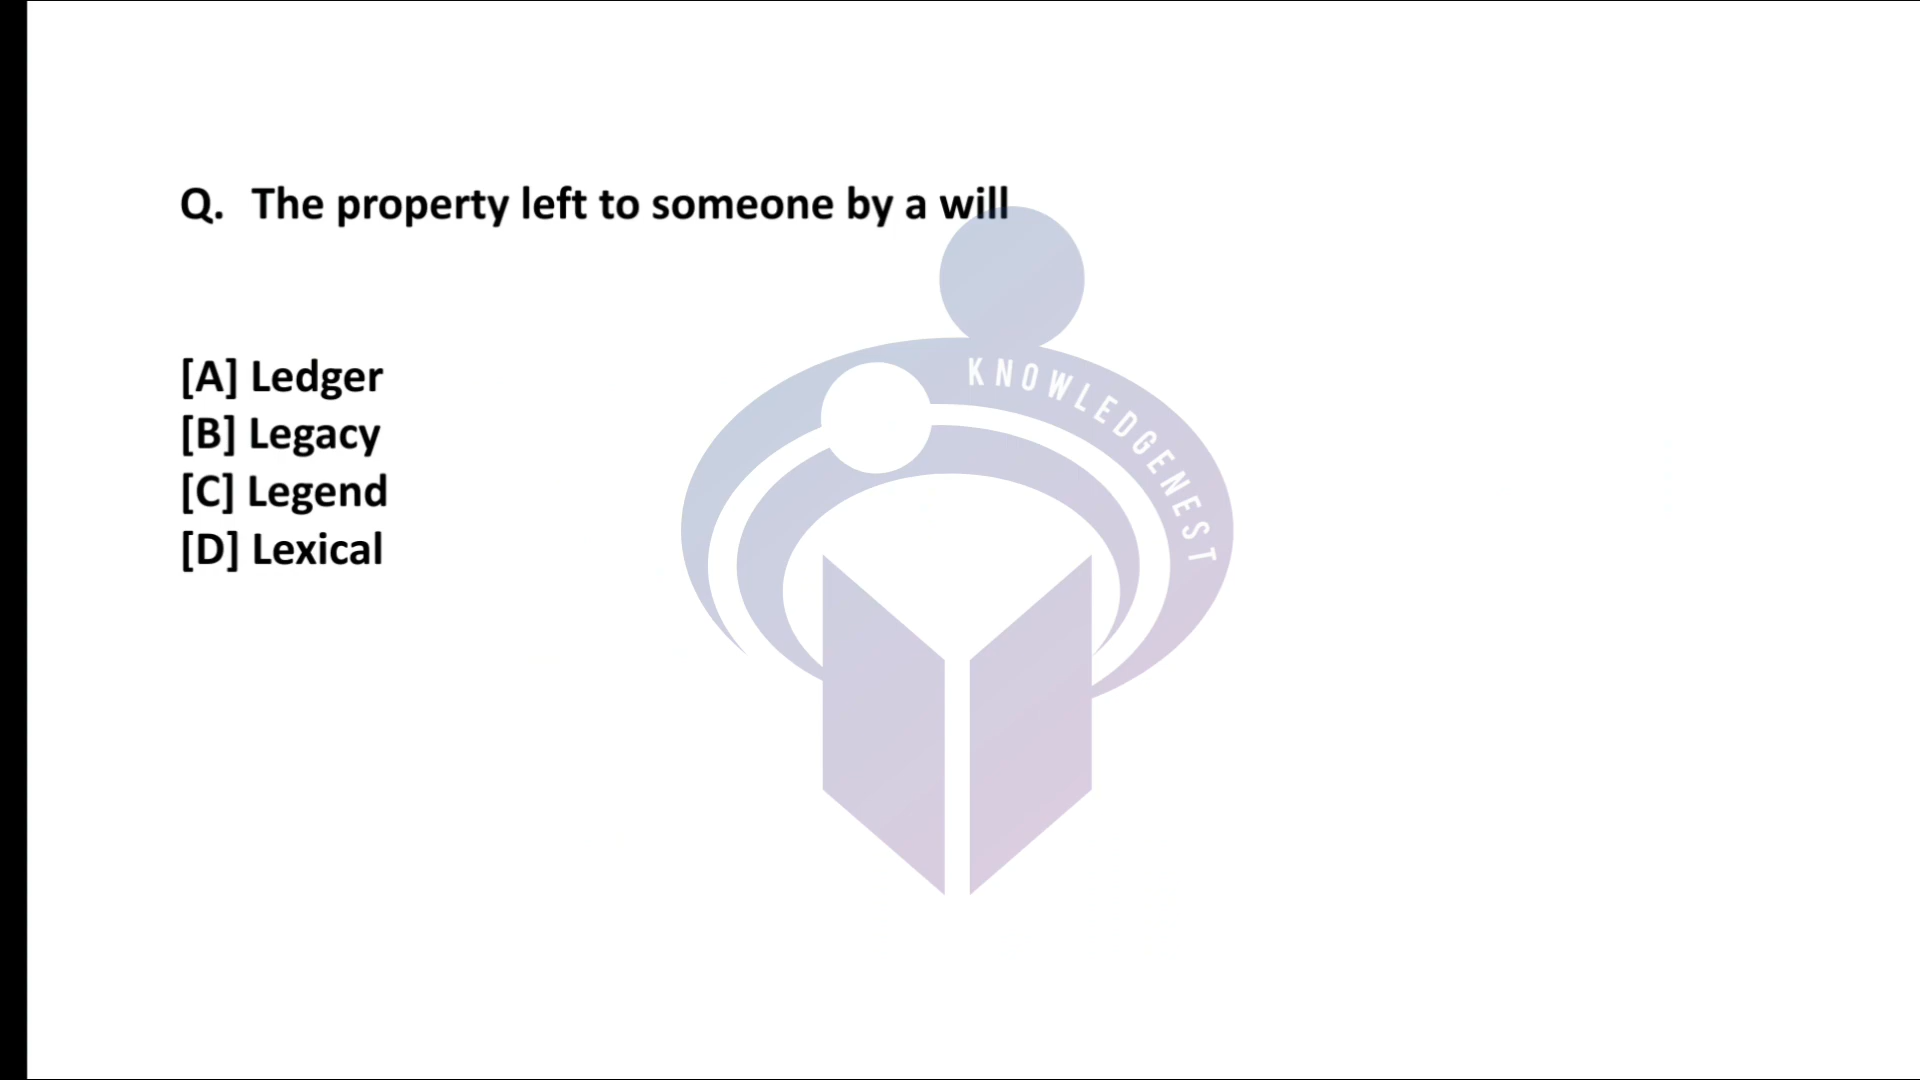 Q. The property left to someone by a will
KNOWLEDGENEST
[A] Ledger
[B] Legacy
[C] Legend
[D] Lexical